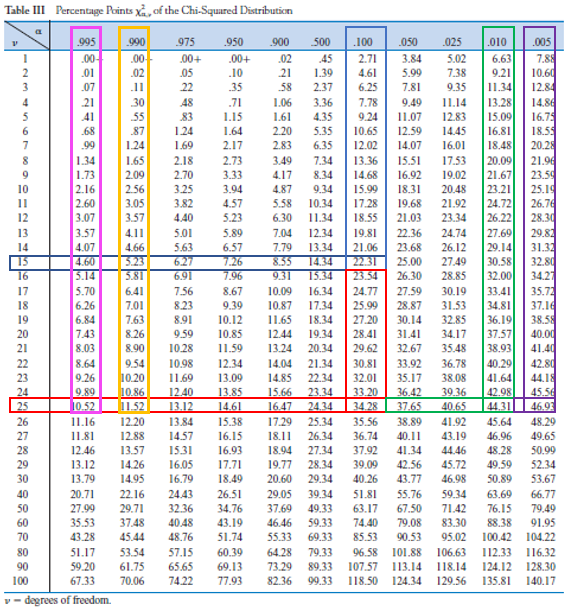 Table III Percentage Points χ²α,ν of the Chi-Squared Distribution
α
ν .995 .990 .975 .950 .900 .500 .100 .050 .025 .010 .005
1 .00+ .00+ .00+ .00+ .02 .45 2.71 3.84 5.02 6.63 7.88
2 .01 .02 .05 .10 .21 1.39 4.61 5.99 7.38 9.21 10.60
3 .07 .11 .22 .35 .58 2.37 6.25 7.81 9.35 11.34 12.84
4 .21 .30 .48 .71 1.06 3.36 7.78 9.49 11.14 13.28 14.86
5 .41 .55 .83 1.15 1.61 4.35 9.24 11.07 12.83 15.09 16.75
6 .68 .87 1.24 1.64 2.20 5.35 10.65 12.59 14.45 16.81 18.55
7 .99 1.24 1.69 2.17 2.83 6.35 12.02 14.07 16.01 18.48 20.28
8 1.34 1.65 2.18 2.73 3.49 7.34 13.36 15.51 17.53 20.09 21.96
9 1.73 2.09 2.70 3.33 4.17 8.34 14.68 16.92 19.02 21.67 23.59
10 2.16 2.56 3.25 3.94 4.87 9.34 15.99 18.31 20.48 23.21 25.19
11 2.60 3.05 3.82 4.57 5.58 10.34 17.28 19.68 21.92 24.72 26.76
12 3.07 3.57 4.40 5.23 6.30 11.34 18.55 21.03 23.34 26.22 28.30
13 3.57 4.11 5.01 5.89 7.04 12.34 19.81 22.36 24.74 27.69 29.82
14 4.07 4.66 5.63 6.57 7.79 13.34 21.06 23.68 26.12 29.14 31.32
15 4.60 5.23 6.27 7.26 8.55 14.34 22.31 25.00 27.49 30.58 32.80
16 5.14 5.81 6.91 7.96 9.31 15.34 23.54 26.30 28.85 32.00 34.27
17 5.70 6.41 7.56 8.67 10.09 16.34 24.77 27.59 30.19 33.41 35.72
18 6.26 7.01 8.23 9.39 10.87 17.34 25.99 28.87 31.53 34.81 37.16
19 6.84 7.63 8.91 10.12 11.65 18.34 27.20 30.14 32.85 36.19 38.58
20 7.43 8.26 9.59 10.85 12.44 19.34 28.41 31.41 34.17 37.57 40.00
21 8.03 8.90 10.28 11.59 13.24 20.34 29.62 32.67 35.48 38.93 41.40
22 8.64 9.54 10.98 12.34 14.04 21.34 30.81 33.92 36.78 40.29 42.80
23 9.26 10.20 11.69 13.09 14.85 22.34 32.01 35.17 38.08 41.64 44.18
24 9.89 10.86 12.40 13.85 15.66 23.34 33.20 36.42 39.36 42.98 45.56
25 10.52 11.52 13.12 14.61 16.47 24.34 34.28 37.65 40.65 44.31 46.93
26 11.16 12.20 13.84 15.38 17.29 25.34 35.56 38.89 41.92 45.64 48.29
27 11.81 12.88 14.57 16.15 18.11 26.34 36.74 40.11 43.19 46.96 49.65
28 12.46 13.57 15.31 16.93 18.94 27.34 37.92 41.34 44.46 48.28 50.99
29 13.12 14.26 16.05 17.71 19.77 28.34 39.09 42.56 45.72 49.59 52.34
30 13.79 14.95 16.79 18.49 20.60 29.34 40.26 43.77 46.98 50.89 53.67
40 20.71 22.16 24.43 26.51 29.05 39.34 51.81 55.76 59.34 63.69 66.77
50 27.99 29.71 32.36 34.76 37.69 49.33 63.17 67.50 71.42 76.15 79.49
60 35.53 37.48 40.48 43.19 46.46 59.33 74.40 79.08 83.30 88.38 91.95
70 43.28 45.44 48.76 51.74 55.33 69.33 85.53 90.53 95.02 100.42 104.22
80 51.17 53.54 57.15 60.39 64.28 79.33 96.58 101.88 106.63 112.33 116.32
90 59.20 61.75 65.65 69.13 73.29 89.33 107.57 113.14 118.14 124.12 128.30
100 67.33 70.06 74.22 77.93 82.36 99.33 118.50 124.34 129.56 135.81 140.17
ν = degrees of freedom.